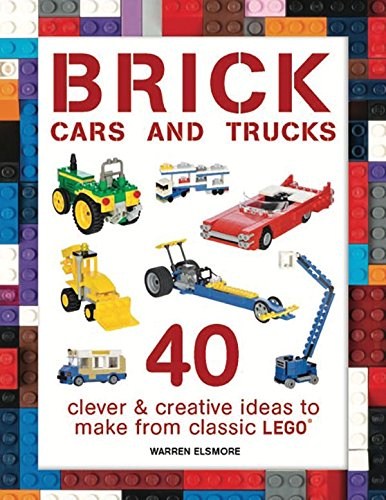 BRICK
CARS AND TRUCKS
40
clever & creative ideas to
make from classic LEGO®
WARREN ELSMORE